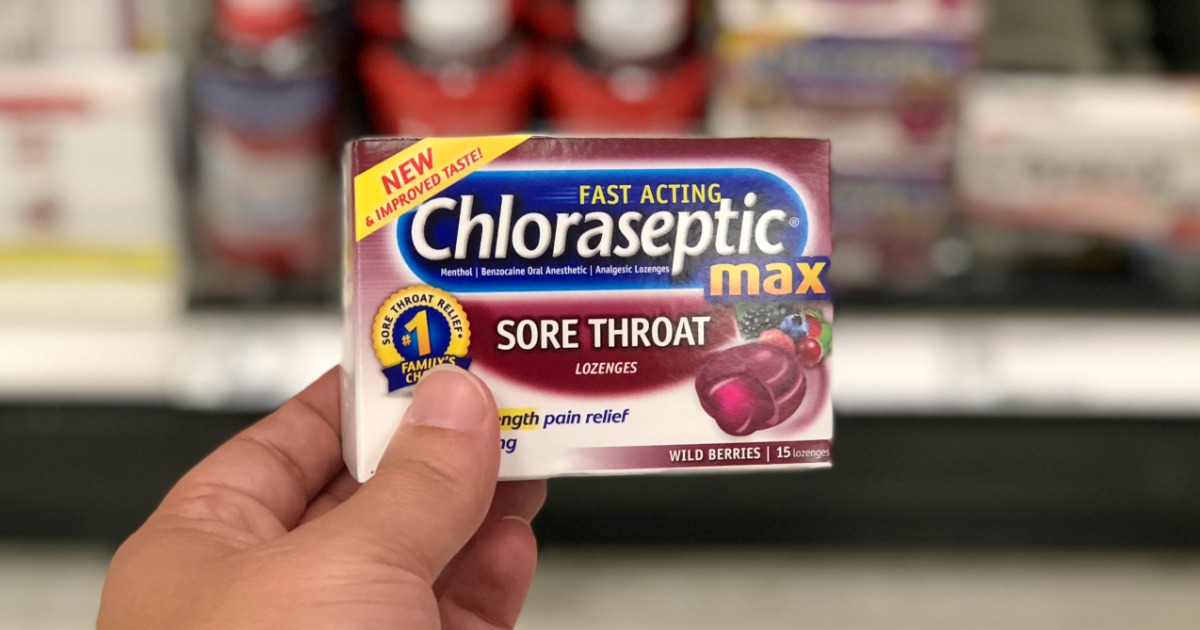 NEW
& IMPROVED TASTE!
FAST ACTING
Chloraseptic®
max
Menthol | Benzocaine Oral Anesthetic | Analgesic Lozenges
SORE THROAT RELIEF*
#1
FAMILY'S
SORE THROAT
LOZENGES
pain relief
WILD BERRIES | 15 lozenges